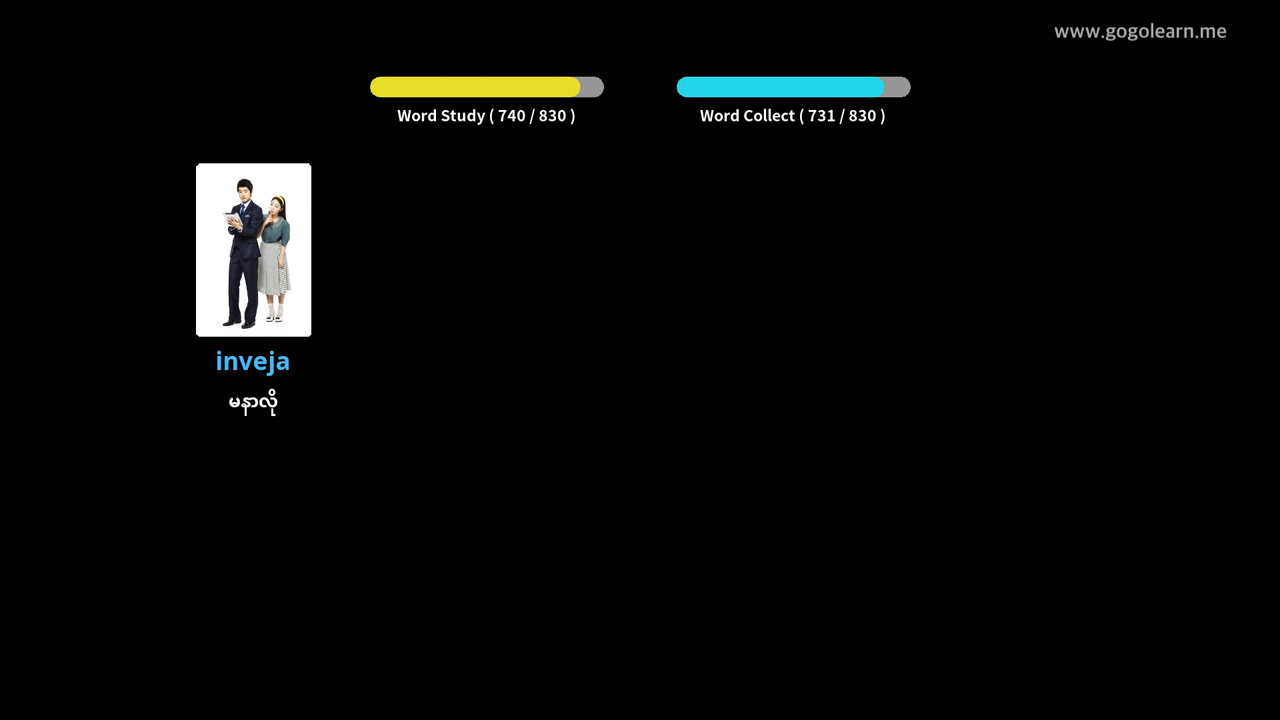 www.gogolearn.me
Word Study ( 740 / 830 )
Word Collect ( 731 / 830 )
inveja
မနာလို